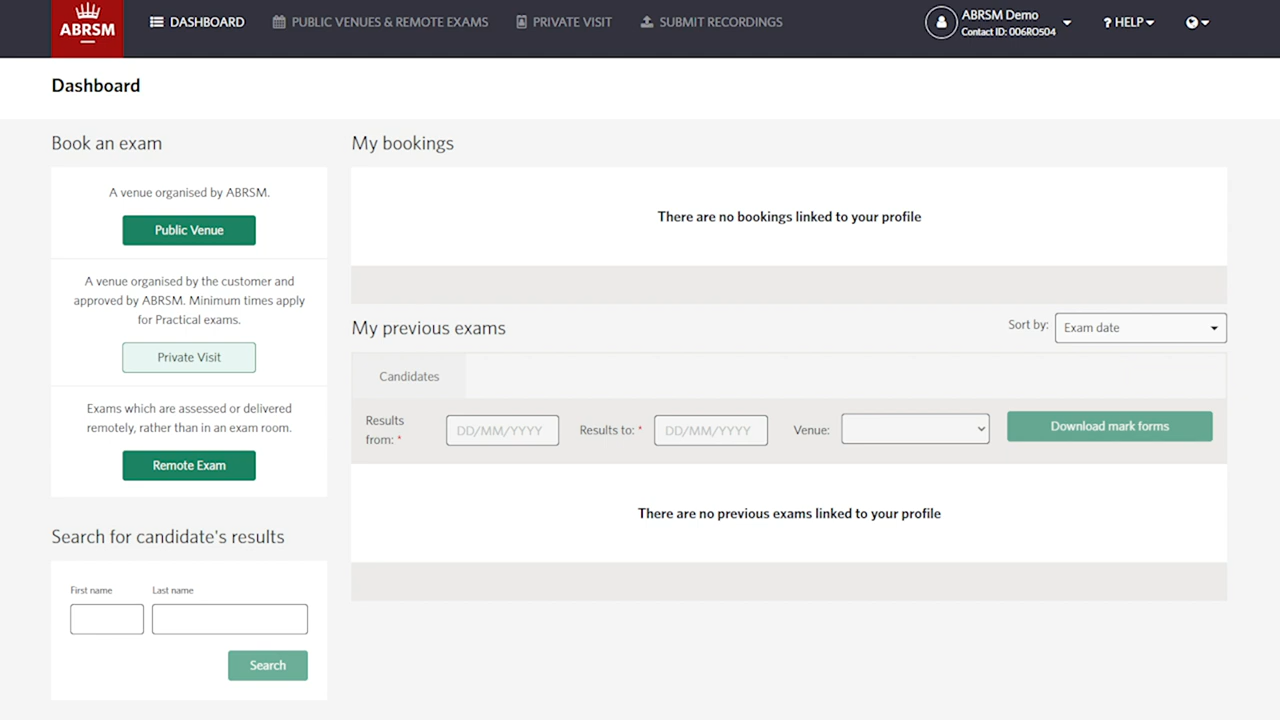 ABRSM
DASHBOARD
PUBLIC VENUES & REMOTE EXAMS
PRIVATE VISIT
SUBMIT RECORDINGS
ABRSM Demo
Contact ID: 006RO504
? HELP
Dashboard
Book an exam
A venue organised by ABRSM.
Public Venue
A venue organised by the customer and
approved by ABRSM. Minimum times apply
for Practical exams.
Private Visit
Exams which are assessed or delivered
remotely, rather than in an exam room.
Remote Exam
Search for candidate's results
First name
Last name
Search
My bookings
There are no bookings linked to your profile
My previous exams
Sort by:
Exam date
Candidates
Results
from: *
DD/MM/YYYY
Results to: *
DD/MM/YYYY
Venue:
Download mark forms
There are no previous exams linked to your profile